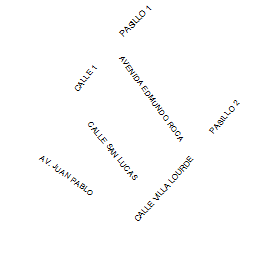 PASILLO 1
CALLE 1
AVENIDA EDMUNDO ROCA
PASILLO 2
CALLE SAN LUCAS
AV. JUAN PABLO
CALLE VILLA LOURDE